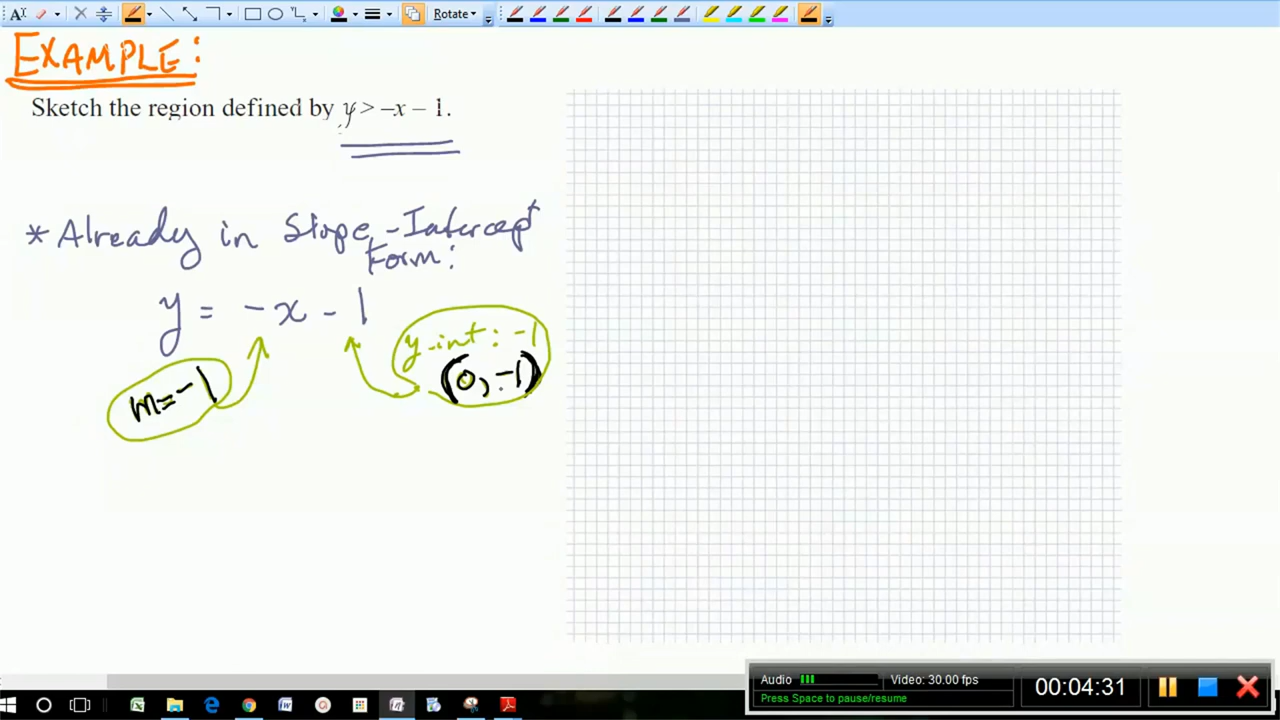 Rotate
EXAMPLE:
Sketch the region defined by y > –x – 1.
* Already in Slope-Intercept
Form:
y = -x - 1
y-int: -1
(0, -1)
m = -1
Audio
Video: 30.00 fps
00:04:31
Press Space to pause/resume